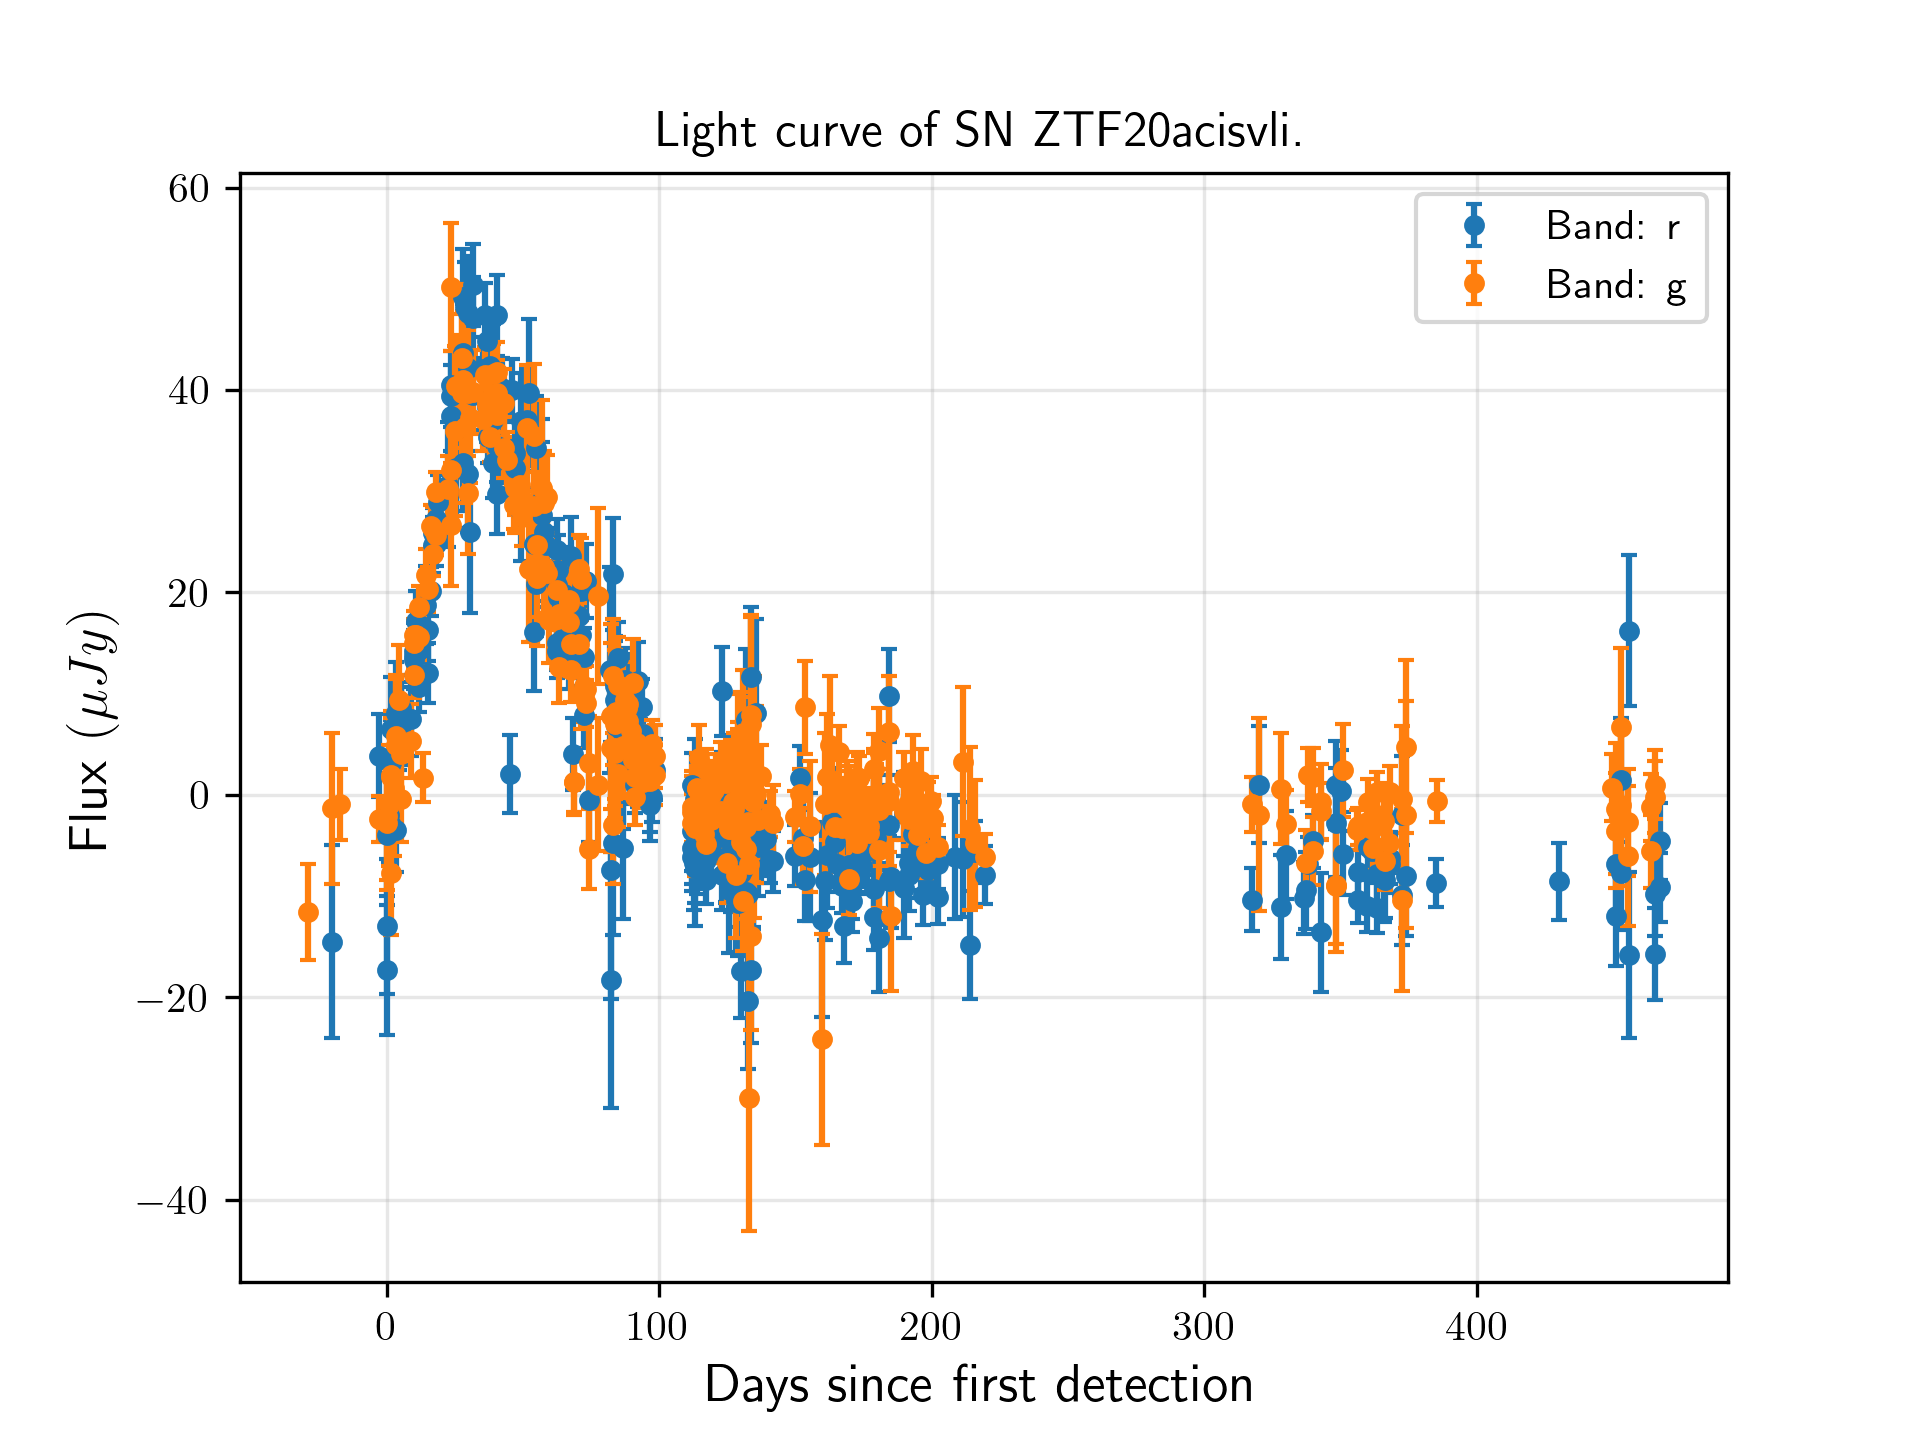 Light curve of SN ZTF20acisvli.
Band: r
Band: g
60
40
20
0
−20
−40
Flux (μJy)
0 100 200 300 400
Days since first detection